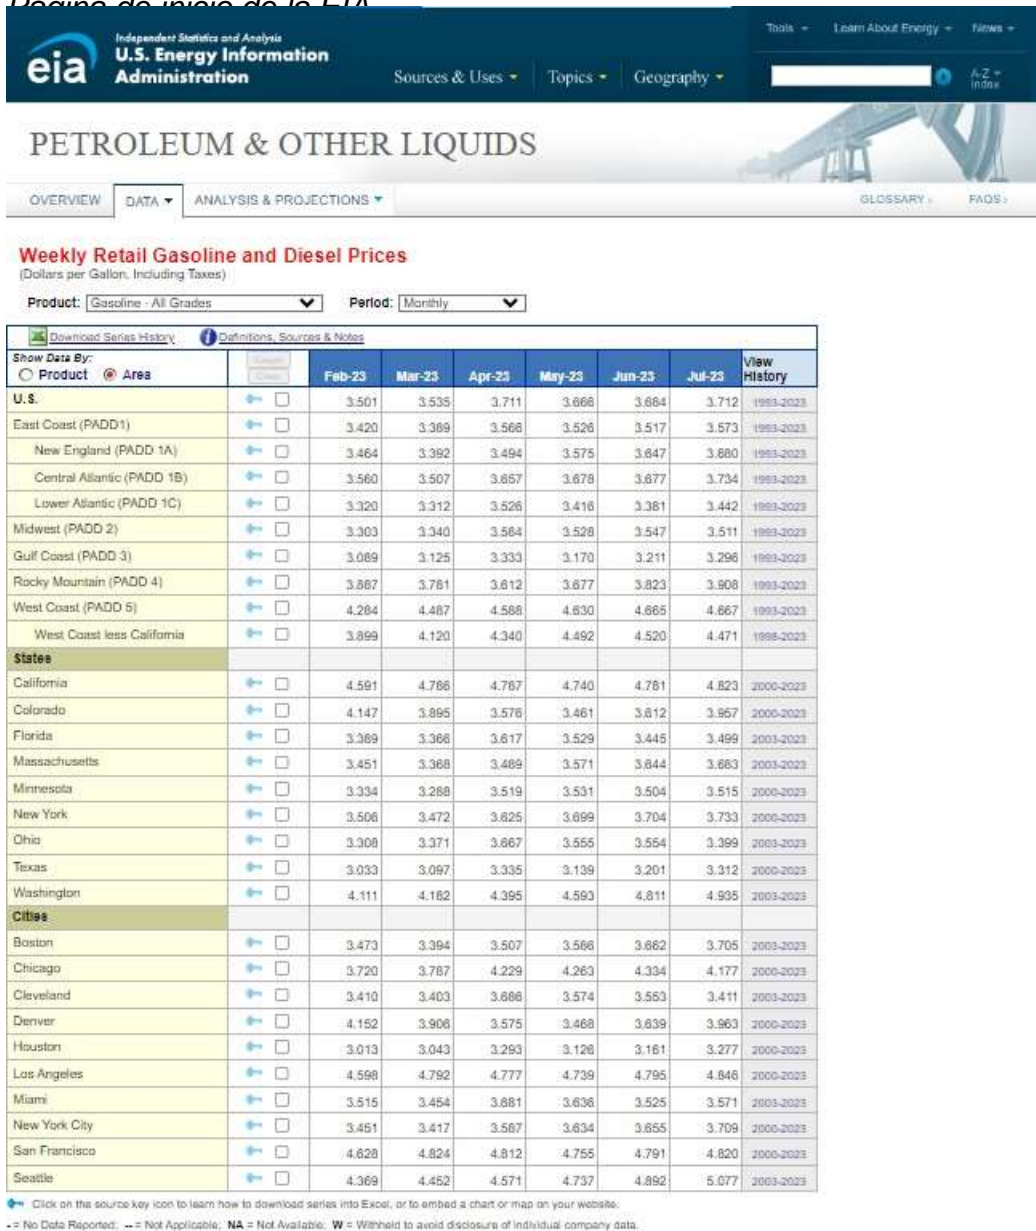 Página de inicio de la EIA
Independent Statistics and Analysis
eia U.S. Energy Information
Administration
Tools Learn About Energy News
Sources & Uses Topics Geography A-Z Index
PETROLEUM & OTHER LIQUIDS
OVERVIEW DATA ANALYSIS & PROJECTIONS GLOSSARY › FAQS ›
Weekly Retail Gasoline and Diesel Prices
(Dollars per Gallon, Including Taxes)
Product: Gasoline - All Grades Period: Monthly
Download Series History Definitions, Sources & Notes
Show Data By:
Product Area Feb-23 Mar-23 Apr-23 May-23 Jun-23 Jul-23 View History
U.S. 3.501 3.535 3.711 3.666 3.684 3.712 1993-2023
East Coast (PADD1) 3.420 3.389 3.566 3.526 3.517 3.573 1993-2023
New England (PADD 1A) 3.464 3.392 3.494 3.575 3.647 3.680 1993-2023
Central Atlantic (PADD 1B) 3.560 3.507 3.657 3.678 3.677 3.734 1993-2023
Lower Atlantic (PADD 1C) 3.320 3.312 3.526 3.416 3.381 3.442 1993-2023
Midwest (PADD 2) 3.303 3.340 3.584 3.528 3.547 3.511 1993-2023
Gulf Coast (PADD 3) 3.089 3.125 3.333 3.170 3.211 3.296 1993-2023
Rocky Mountain (PADD 4) 3.887 3.781 3.612 3.677 3.823 3.908 1993-2023
West Coast (PADD 5) 4.284 4.487 4.588 4.630 4.665 4.667 1993-2023
West Coast less California 3.899 4.120 4.340 4.492 4.520 4.471 1998-2023
States
California 4.591 4.786 4.787 4.740 4.781 4.823 2000-2023
Colorado 4.147 3.895 3.576 3.461 3.612 3.957 2000-2023
Florida 3.389 3.366 3.617 3.529 3.445 3.499 2003-2023
Massachusetts 3.451 3.368 3.489 3.571 3.644 3.683 2003-2023
Minnesota 3.334 3.288 3.519 3.531 3.504 3.515 2000-2023
New York 3.506 3.472 3.625 3.699 3.704 3.733 2000-2023
Ohio 3.308 3.371 3.667 3.555 3.554 3.399 2003-2023
Texas 3.033 3.097 3.335 3.139 3.201 3.312 2000-2023
Washington 4.111 4.182 4.395 4.593 4.811 4.935 2003-2023
Cities
Boston 3.473 3.394 3.507 3.586 3.662 3.705 2003-2023
Chicago 3.720 3.787 4.229 4.263 4.334 4.177 2000-2023
Cleveland 3.410 3.403 3.686 3.574 3.553 3.411 2003-2023
Denver 4.152 3.906 3.575 3.468 3.639 3.963 2000-2023
Houston 3.013 3.043 3.293 3.126 3.161 3.277 2000-2023
Los Angeles 4.598 4.792 4.777 4.739 4.795 4.846 2000-2023
Miami 3.515 3.454 3.681 3.636 3.525 3.571 2003-2023
New York City 3.451 3.417 3.587 3.634 3.655 3.709 2000-2023
San Francisco 4.628 4.824 4.812 4.755 4.791 4.820 2000-2023
Seattle 4.369 4.452 4.571 4.737 4.892 5.077 2003-2023
Click on the source key icon to learn how to download series into Excel, or to embed a chart or map on your website.
- = No Data Reported; -- = Not Applicable; NA = Not Available; W = Withheld to avoid disclosure of individual company data.